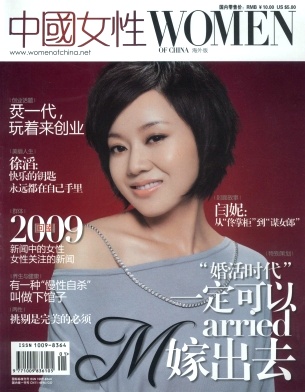 中國女性 WOMEN
国内零售价：RMB ￥10.00 US $5.00
www.womenofchina.net
OF CHINA 海外版
焚一代，
玩着来创业
徐滔：
快乐的钥匙
永远都在自己手里
2009
新闻中的女性
女性关注的新闻
闫妮：
从“佟掌柜”到“谋女郎”
有一种“慢性自杀”
叫做下馆子
挑剔是完美的必须
“婚活时代”
一定可以
Married
嫁出去
ISSN 1009-8364